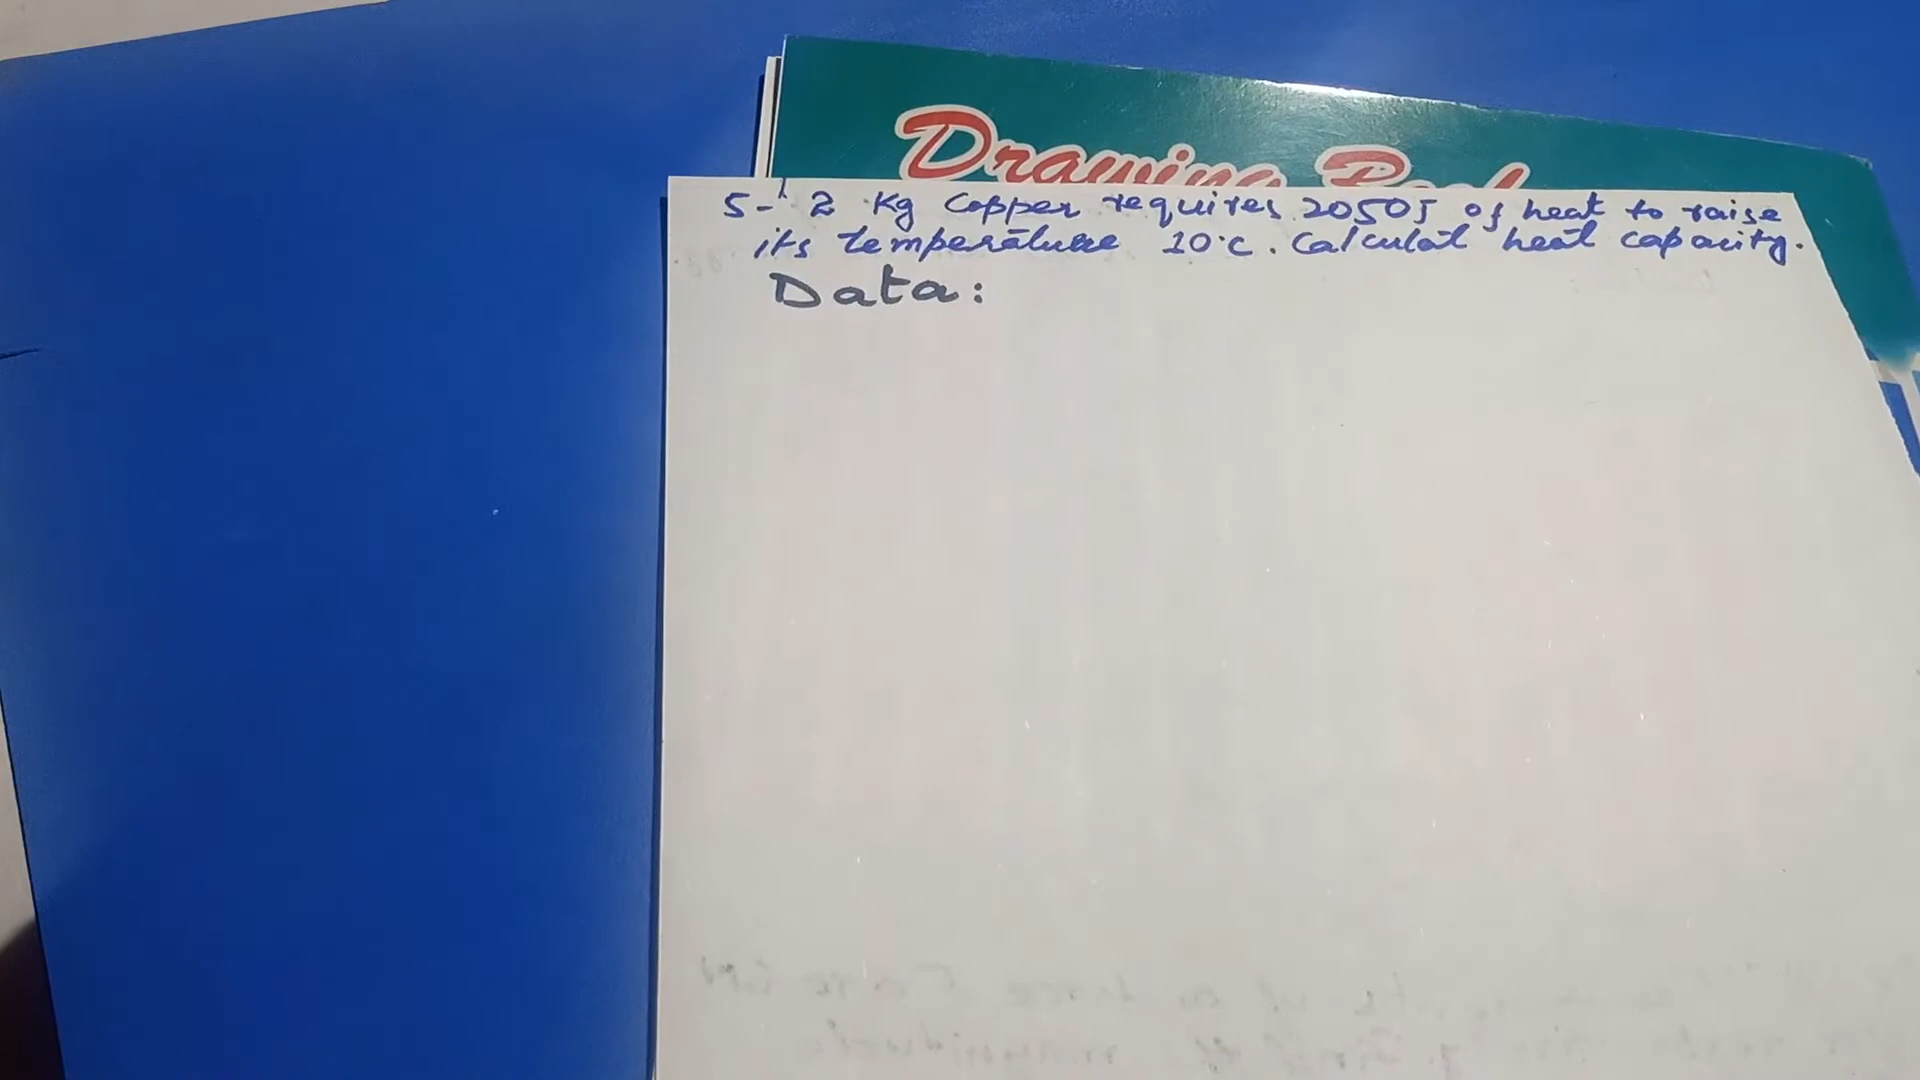 Drawing
5- 2 Kg Copper requires 2050J of heat to raise
its temperature 10°C. Calculat heat capacity.
Data: